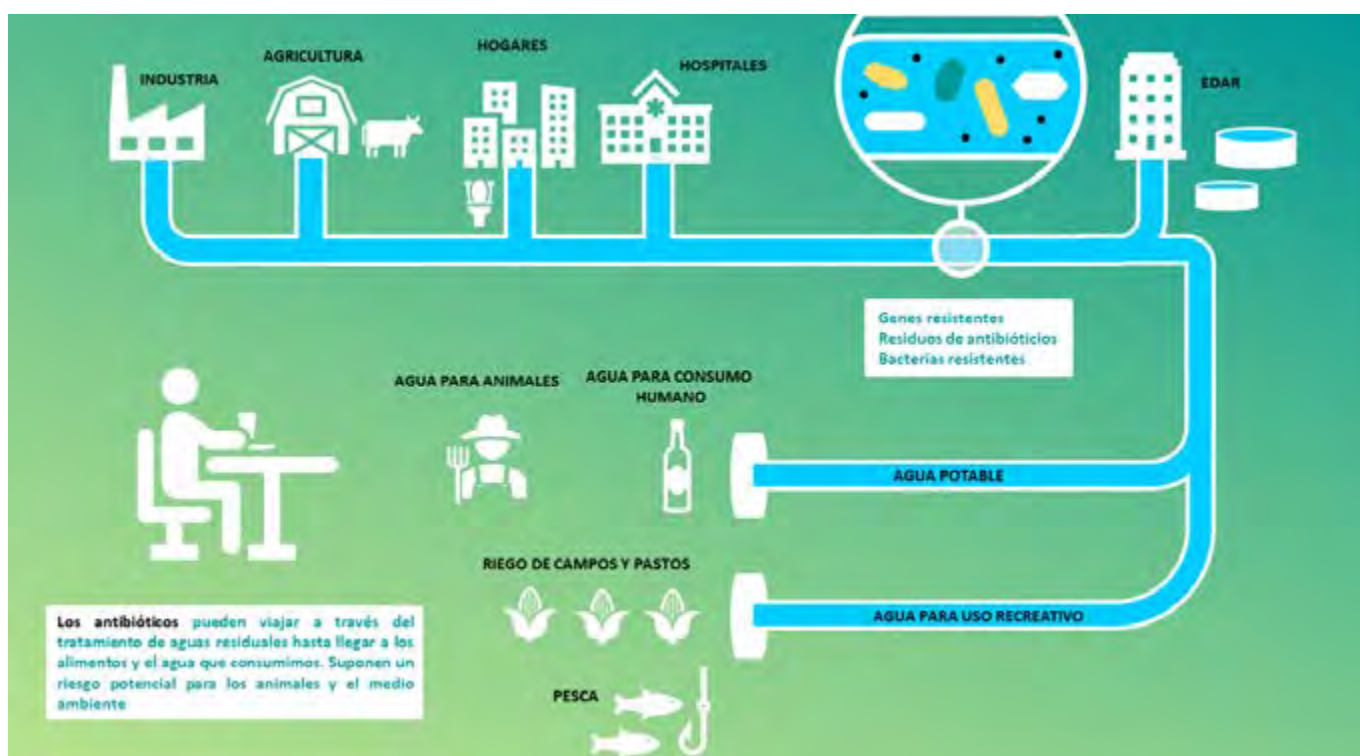 INDUSTRIA
AGRICULTURA
HOGARES
HOSPITALES
EDAR
Genes resistentes
Residuos de antibióticios
Bacterias resistentes
AGUA PARA ANIMALES
AGUA PARA CONSUMO
HUMANO
AGUA POTABLE
RIEGO DE CAMPOS Y PASTOS
AGUA PARA USO RECREATIVO
Los antibióticos pueden viajar a través del
tratamiento de aguas residuales hasta llegar a los
alimentos y el agua que consumimos. Suponen un
riesgo potencial para los animales y el medio
ambiente
PESCA